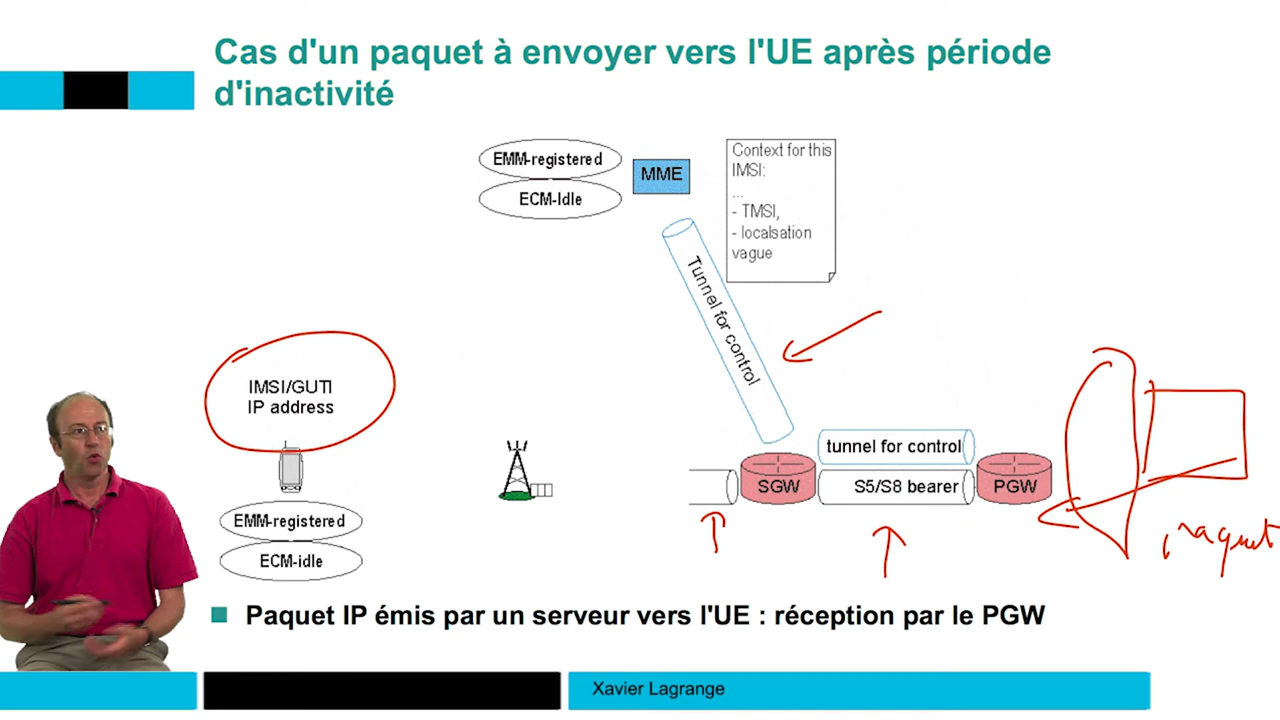 Cas d'un paquet à envoyer vers l'UE après période
d'inactivité
EMM-registered
ECM-Idle
MME
Context for this
IMSI:
...
- TMSI,
- localsation
vague
Tunnel for control
IMSI/GUTI
IP address
EMM-registered
ECM-idle
tunnel for control
SGW
S5/S8 bearer
PGW
paquet
Paquet IP émis par un serveur vers l'UE : réception par le PGW
Xavier Lagrange